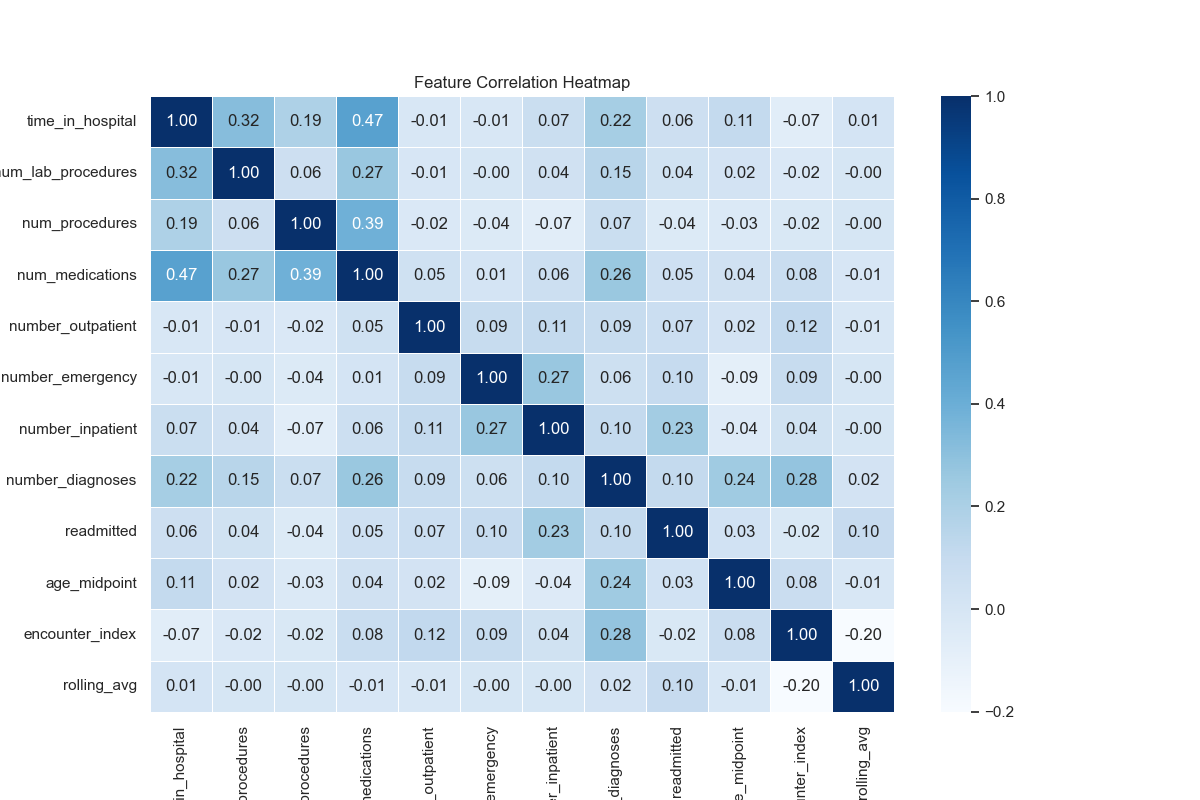 Feature Correlation Heatmap
time_in_hospital 1.00 0.32 0.19 0.47 -0.01 -0.01 0.07 0.22 0.06 0.11 -0.07 0.01
um_lab_procedures 0.32 1.00 0.06 0.27 -0.01 -0.00 0.04 0.15 0.04 0.02 -0.02 -0.00
num_procedures 0.19 0.06 1.00 0.39 -0.02 -0.04 -0.07 0.07 -0.04 -0.03 -0.02 -0.00
num_medications 0.47 0.27 0.39 1.00 0.05 0.01 0.06 0.26 0.05 0.04 0.08 -0.01
number_outpatient -0.01 -0.01 -0.02 0.05 1.00 0.09 0.11 0.09 0.07 0.02 0.12 -0.01
number_emergency -0.01 -0.00 -0.04 0.01 0.09 1.00 0.27 0.06 0.10 -0.09 0.09 -0.00
number_inpatient 0.07 0.04 -0.07 0.06 0.11 0.27 1.00 0.10 0.23 -0.04 0.04 -0.00
number_diagnoses 0.22 0.15 0.07 0.26 0.09 0.06 0.10 1.00 0.10 0.24 0.28 0.02
readmitted 0.06 0.04 -0.04 0.05 0.07 0.10 0.23 0.10 1.00 0.03 -0.02 0.10
age_midpoint 0.11 0.02 -0.03 0.04 0.02 -0.09 -0.04 0.24 0.03 1.00 0.08 -0.01
encounter_index -0.07 -0.02 -0.02 0.08 0.12 0.09 0.04 0.28 -0.02 0.08 1.00 -0.20
rolling_avg 0.01 -0.00 -0.00 -0.01 -0.01 -0.00 -0.00 0.02 0.10 -0.01 -0.20 1.00
in_hospital
procedures
procedures
edications
_outpatient
emergency
r_inpatient
_diagnoses
readmitted
e_midpoint
nter_index
rolling_avg
1.0
0.8
0.6
0.4
0.2
0.0
−0.2